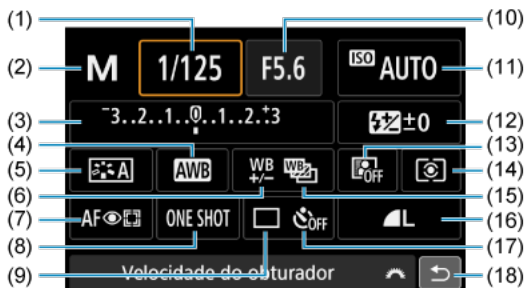 (1)
(10)
(2) M 1/125 F5.6 ISO AUTO (11)
(3) -3..2..1..0..1..2..+3 ±0 (12)
(4)
(13)
(5) A AWB WB +/- WB OFF (14)
(6)
(15)
(7) AF ONE SHOT OFF L (16)
(8)
(17)
(9) Velocidade do obturador (18)